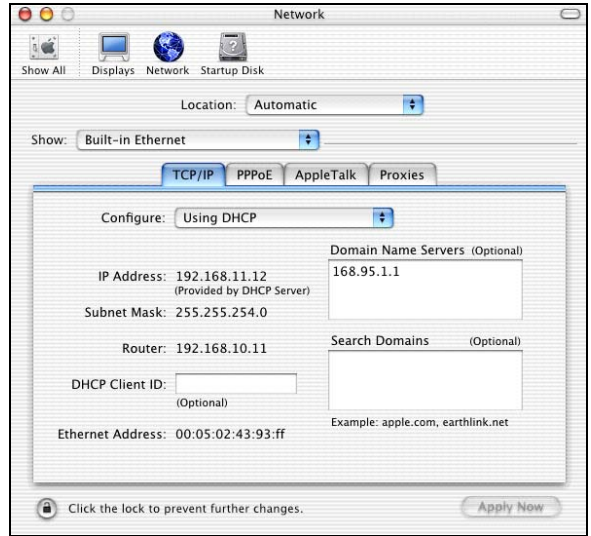 Network
Show All Displays Network Startup Disk
Location: Automatic
Show: Built-in Ethernet
TCP/IP PPPoE AppleTalk Proxies
Configure: Using DHCP
Domain Name Servers (Optional)
168.95.1.1
IP Address: 192.168.11.12
(Provided by DHCP Server)
Subnet Mask: 255.255.254.0
Router: 192.168.10.11
Search Domains (Optional)
DHCP Client ID:
(Optional)
Example: apple.com, earthlink.net
Ethernet Address: 00:05:02:43:93:ff
Click the lock to prevent further changes.
Apply Now